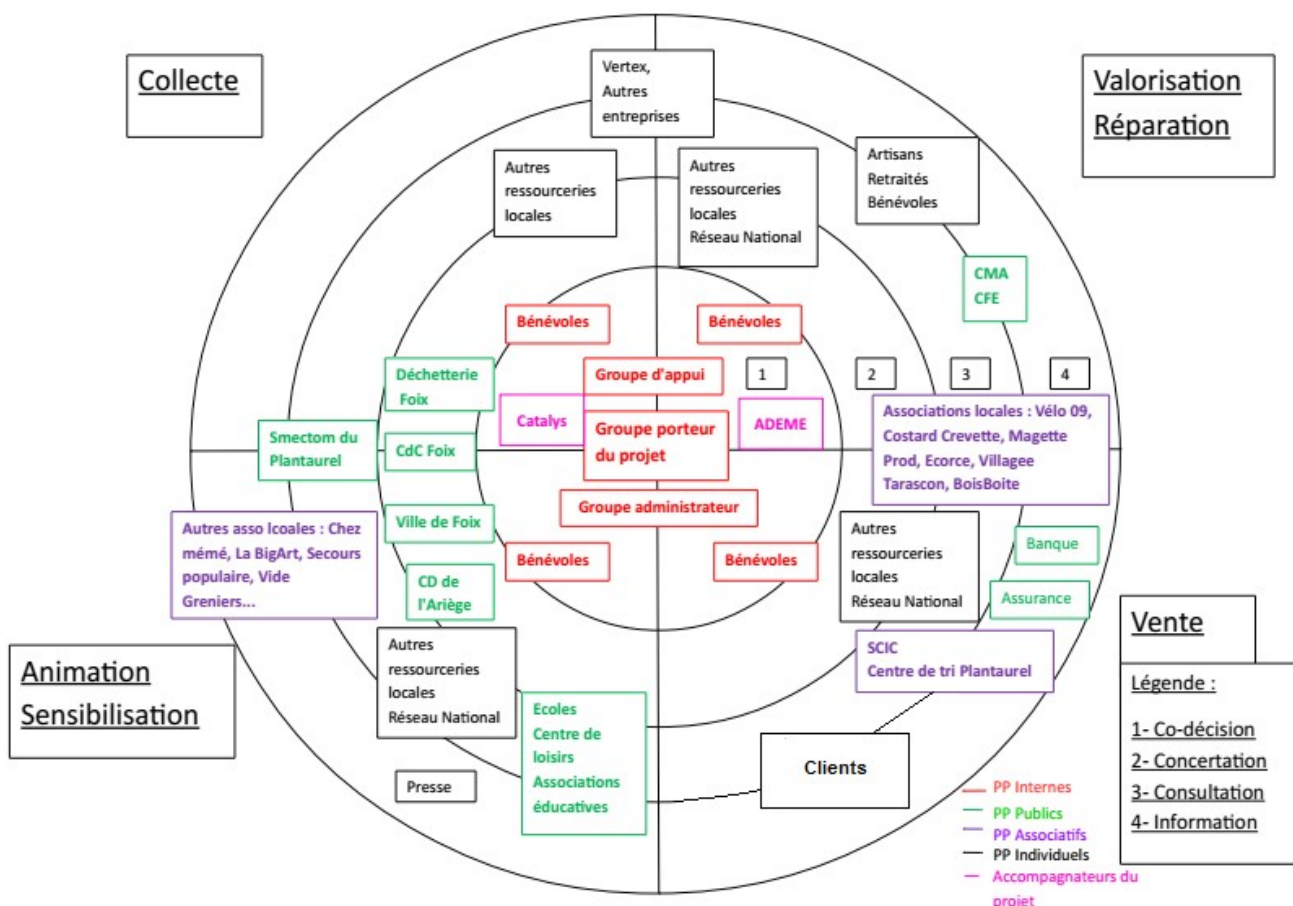 Collecte
Vertex,
Autres
entreprises
Valorisation
Réparation
Autres
ressourceries
locales
Autres
ressourceries
locales
Réseau National
Artisans
Retraités
Bénévoles
CMA
CFE
Bénévoles
Bénévoles
Déchetterie
Foix
Groupe d'appui
1
2
3
4
Catalys
Groupe porteur
du projet
ADEME
Associations locales : Vélo 09,
Costard Crevette, Magette
Prod, Ecorce, Villagee
Tarascon, BoisBoite
Smectom du
Plantaurel
CdC Foix
Groupe administrateur
Autres asso lcoales : Chez
mémé, La BigArt, Secours
populaire, Vide
Greniers...
Ville de Foix
Bénévoles
Bénévoles
Autres
ressourceries
locales
Réseau National
Banque
CD de
l'Ariège
Assurance
Animation
Sensibilisation
Autres
ressourceries
locales
Réseau National
SCIC
Centre de tri Plantaurel
Vente
Légende :
1- Co-décision
2- Concertation
3- Consultation
4- Information
Ecoles
Centre de
loisirs
Associations
éducatives
Presse
Clients
PP Internes
PP Publics
PP Associatifs
PP Individuels
Accompagnateurs du
projet